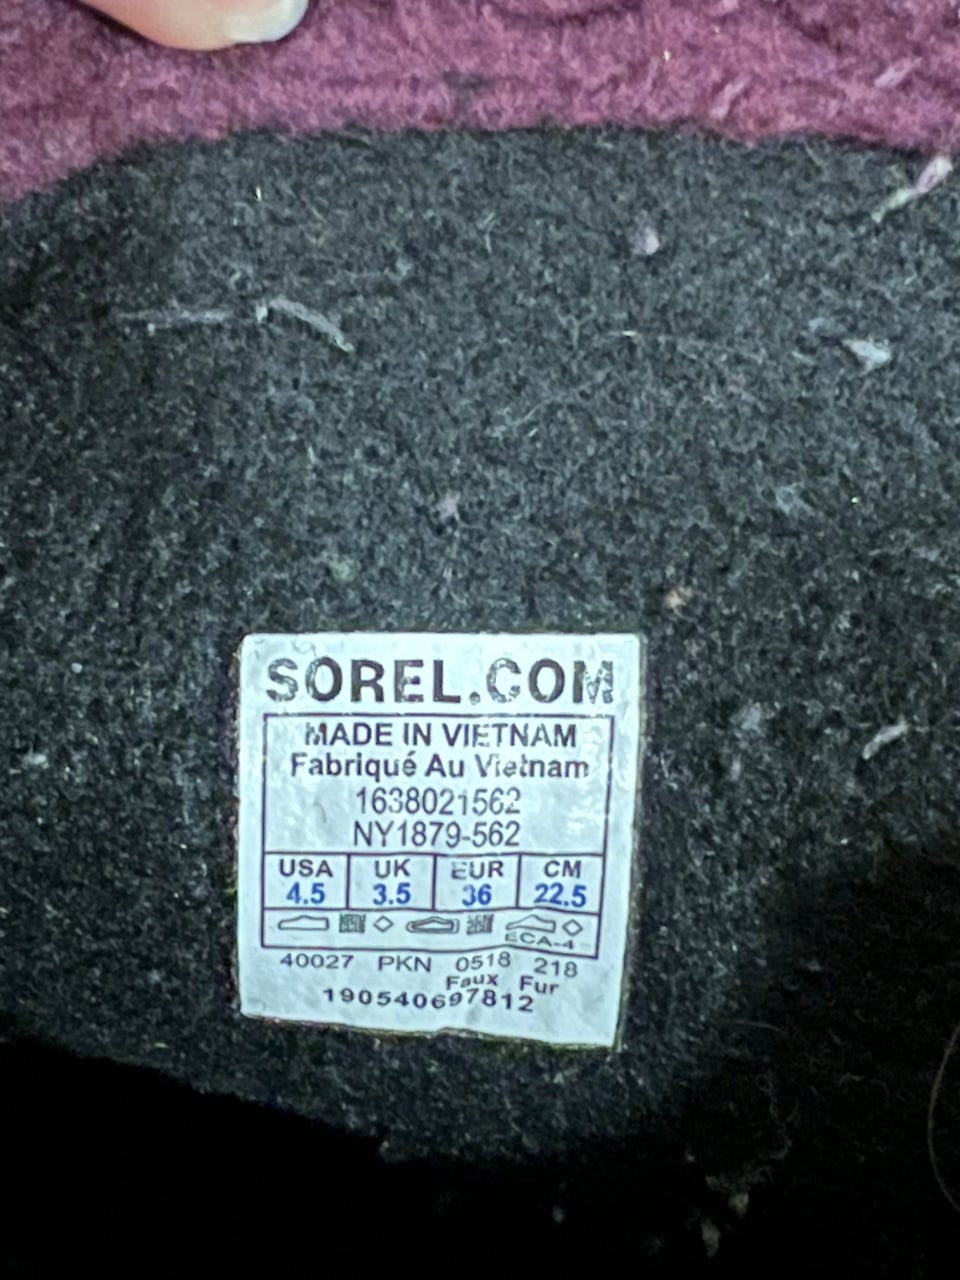 SOREL.COM
MADE IN VIETNAM
Fabriqué Au Vietnam
1638021562
NY1879-562
USA UK EUR CM
4.5 3.5 36 22.5
ECA-4
40027 PKN 0518 218
Faux Fur
190540697812